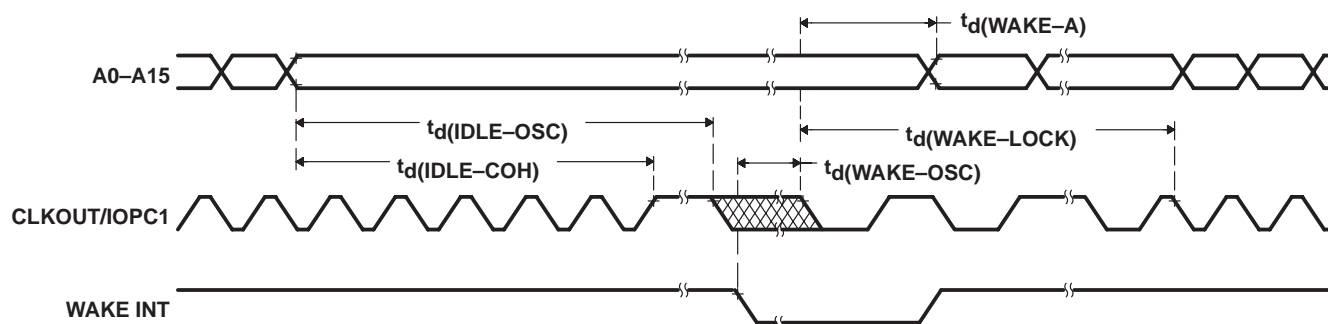 td(WAKE–A)
A0–A15
td(IDLE–OSC)
td(WAKE–LOCK)
td(IDLE–COH)
td(WAKE–OSC)
CLKOUT/IOPC1
WAKE INT